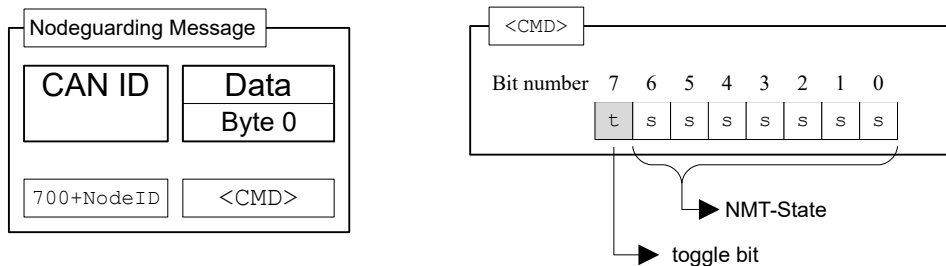 Nodeguarding Message
CAN ID
Data
Byte 0
700+NodeID
<CMD>
<CMD>
Bit number 7 6 5 4 3 2 1 0
t s s s s s s s
NMT-State
toggle bit